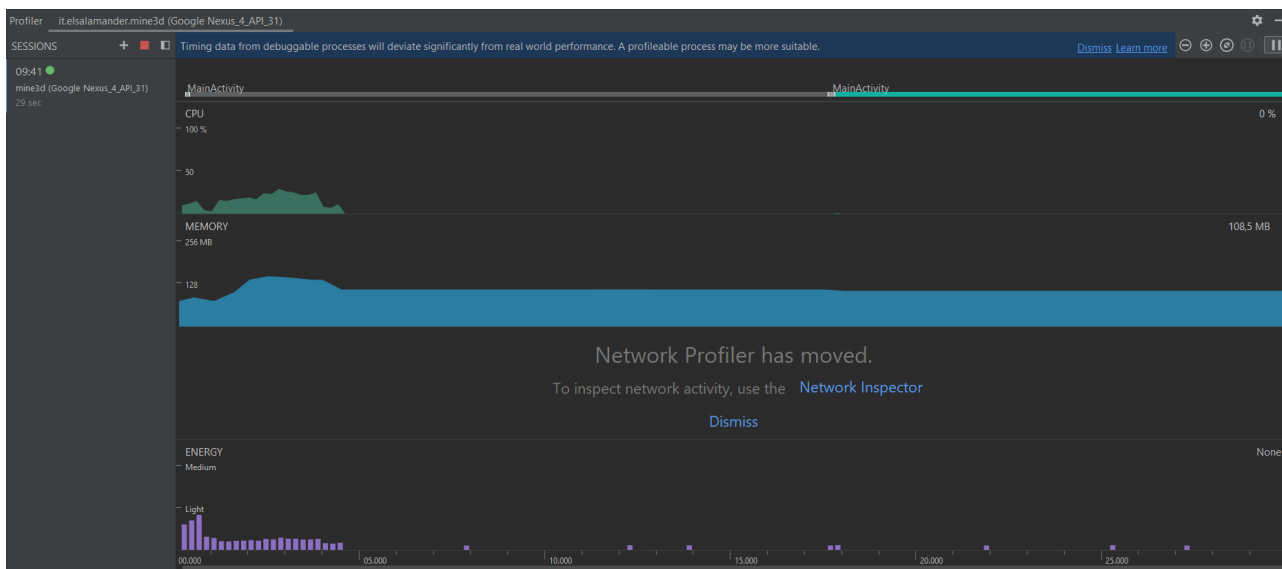 Profiler it.elsalamander.mine3d (Google Nexus_4_API_31)
SESSIONS
Timing data from debuggable processes will deviate significantly from real world performance. A profileable process may be more suitable. Dismiss Learn more
09:41
mine3d (Google Nexus_4_API_31)
29 sec
MainActivity MainActivity
CPU 0 %
100 %
50
MEMORY 108,5 MB
256 MB
128
Network Profiler has moved.
To inspect network activity, use the Network Inspector
Dismiss
ENERGY None
Medium
Light
00.000 05.000 10.000 15.000 20.000 25.000